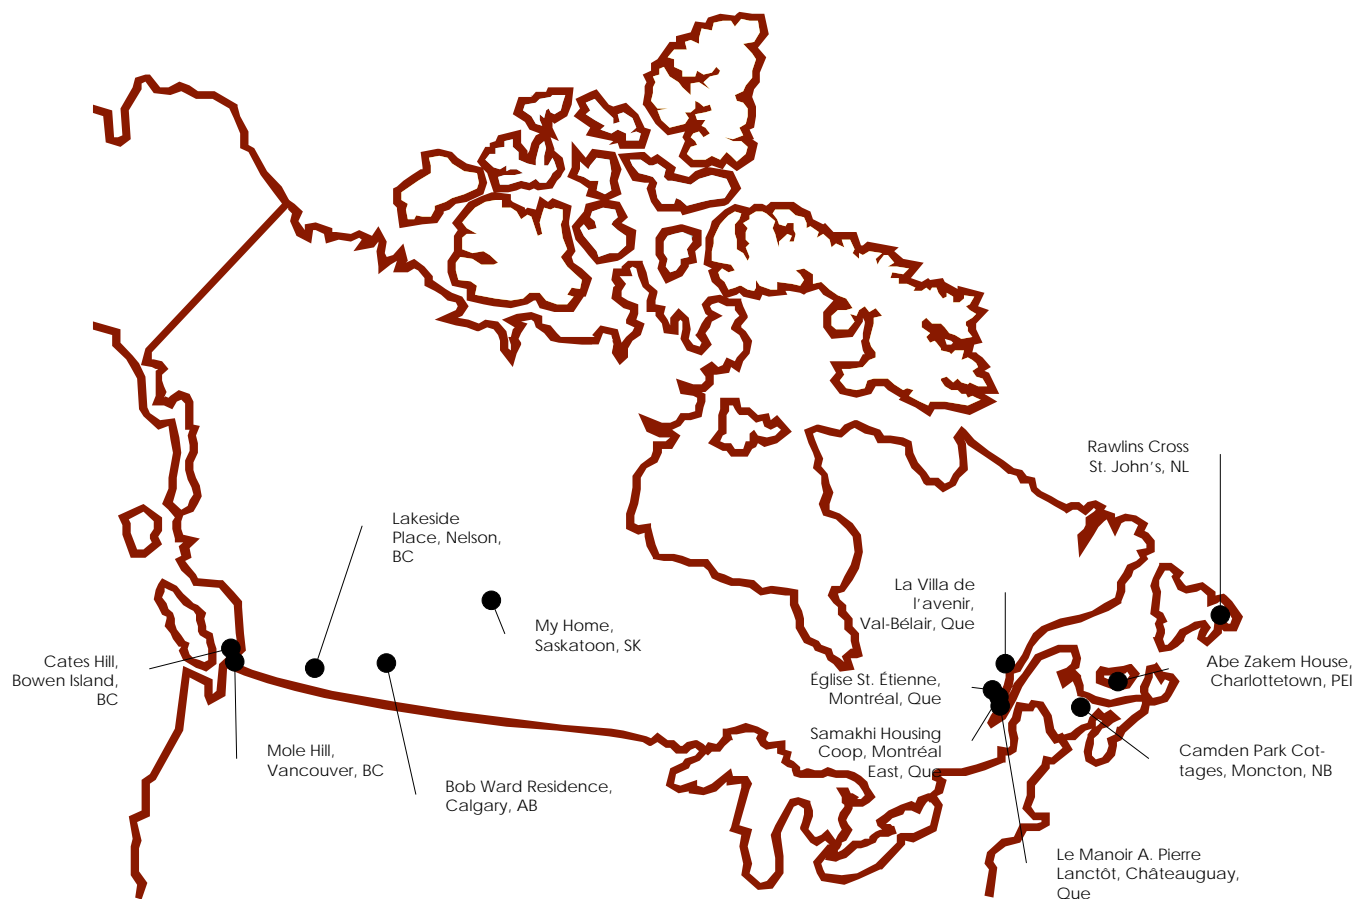 Rawlins Cross
St. John's, NL
Lakeside
Place, Nelson,
BC
La Villa de
l'avenir,
Val-Bélair, Que
My Home,
Saskatoon, SK
Cates Hill,
Bowen Island,
BC
Abe Zakem House,
Charlottetown, PEI
Église St. Étienne,
Montréal, Que
Samakhi Housing
Coop, Montréal
East, Que
Mole Hill,
Vancouver, BC
Camden Park Cot-
tages, Moncton, NB
Bob Ward Residence,
Calgary, AB
Le Manoir A. Pierre
Lanctôt, Châteauguay,
Que